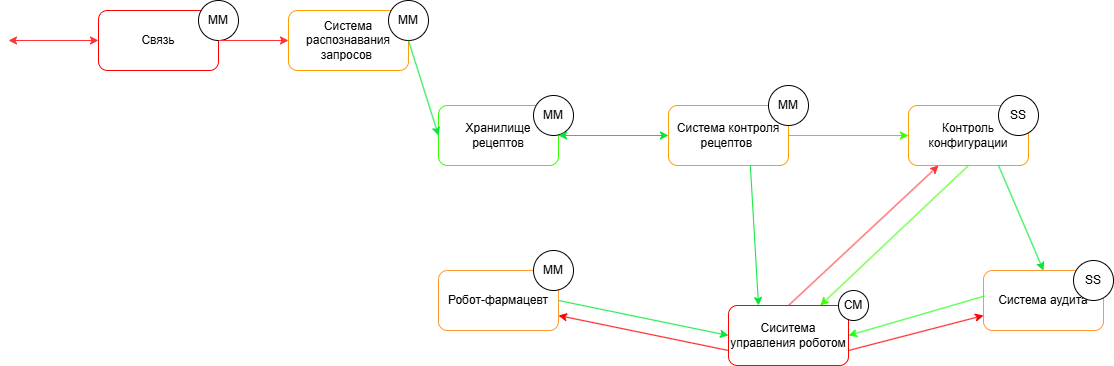 Связь
MM
Система
распознавания
запросов
MM
Хранилище
рецептов
MM
Система контроля
рецептов
MM
Контроль
конфигурации
SS
Робот-фармацевт
MM
Сиситема
управления роботом
CM
Система аудита
SS